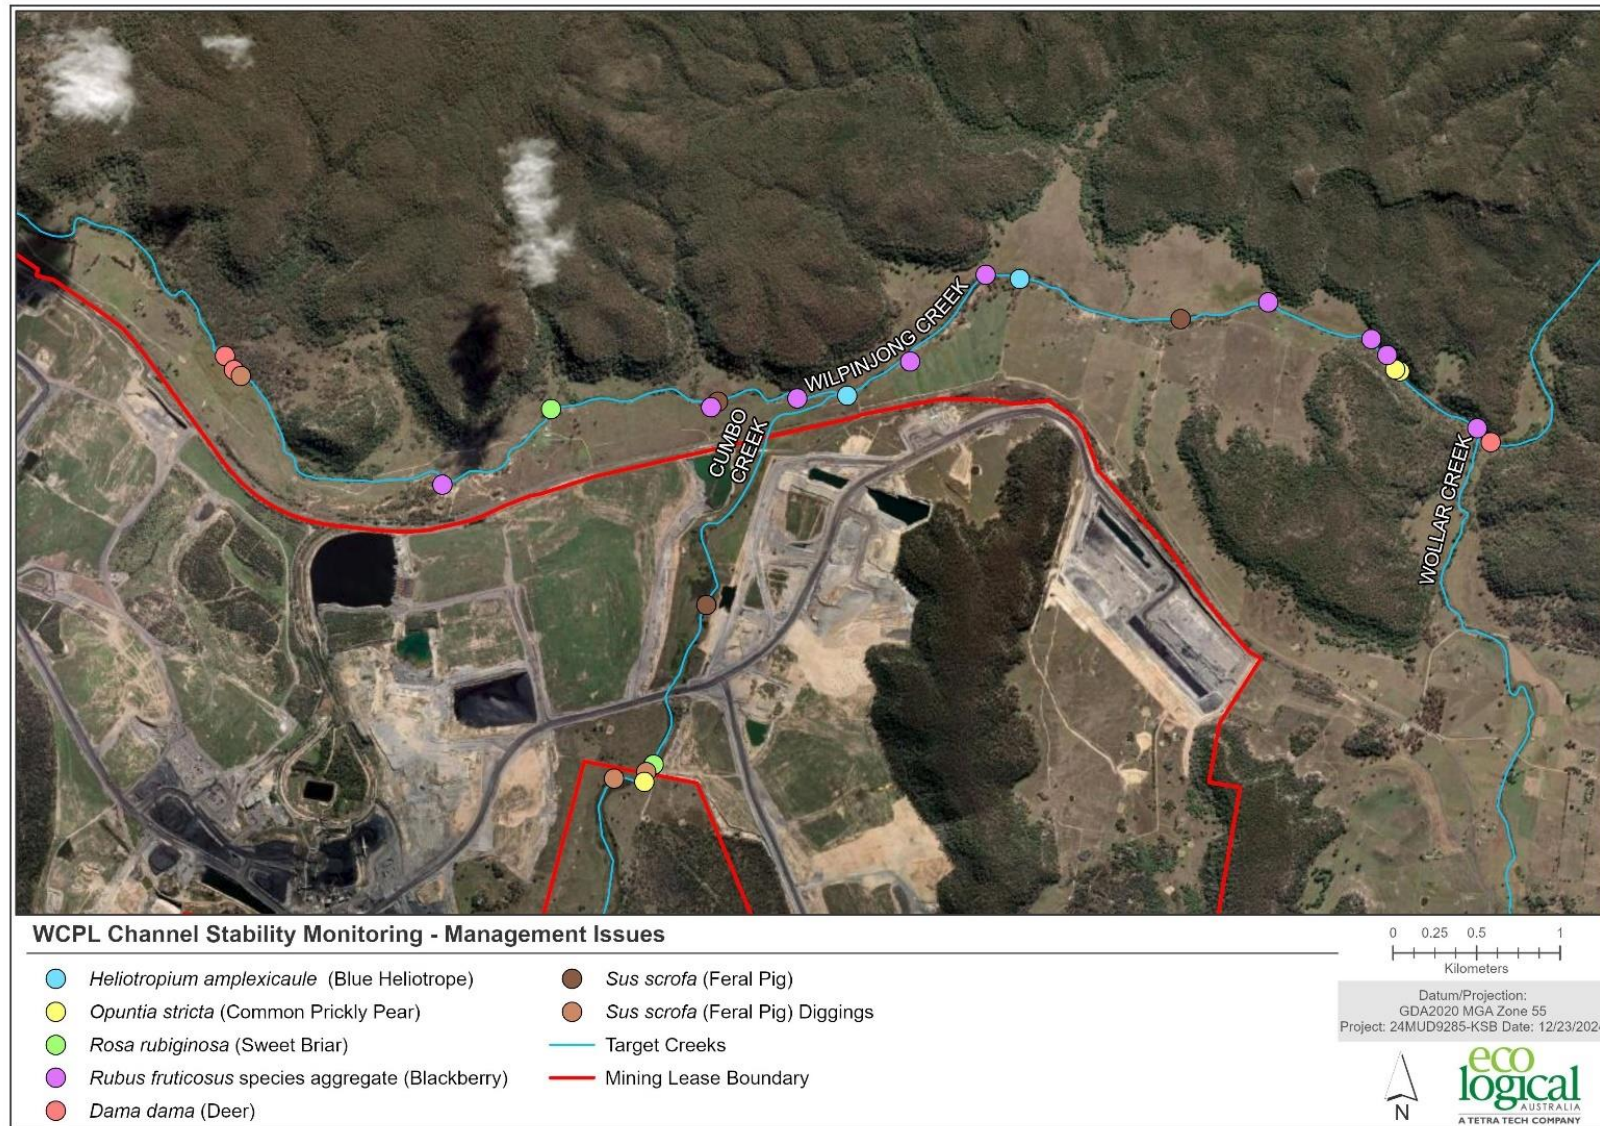 WILPINJONG CREEK
CUMBO
CREEK
WOLLAR CREEK
WCPL Channel Stability Monitoring - Management Issues
Heliotropium amplexicaule (Blue Heliotrope)
Opuntia stricta (Common Prickly Pear)
Rosa rubiginosa (Sweet Briar)
Rubus fruticosus species aggregate (Blackberry)
Dama dama (Deer)
Sus scrofa (Feral Pig)
Sus scrofa (Feral Pig) Diggings
Target Creeks
Mining Lease Boundary
0 0.25 0.5 1
Kilometers
Datum/Projection:
GDA2020 MGA Zone 55
Project: 24MUD9285-KSB Date: 12/23/2024
N
eco
logical
AUSTRALIA
A TETRA TECH COMPANY